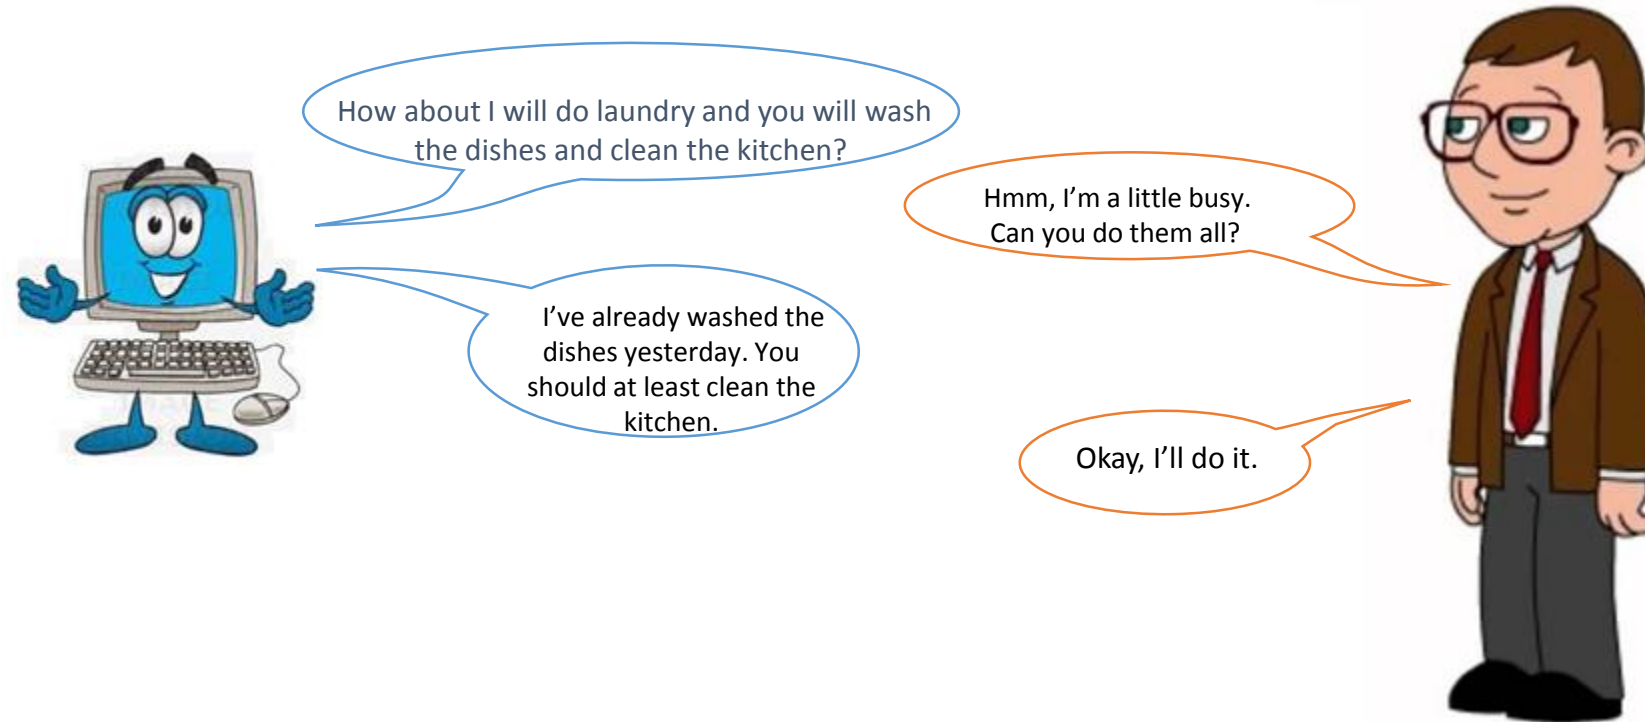 How about I will do laundry and you will wash
the dishes and clean the kitchen?
Hmm, I’m a little busy.
Can you do them all?
I’ve already washed the
dishes yesterday. You
should at least clean the
kitchen.
Okay, I’ll do it.